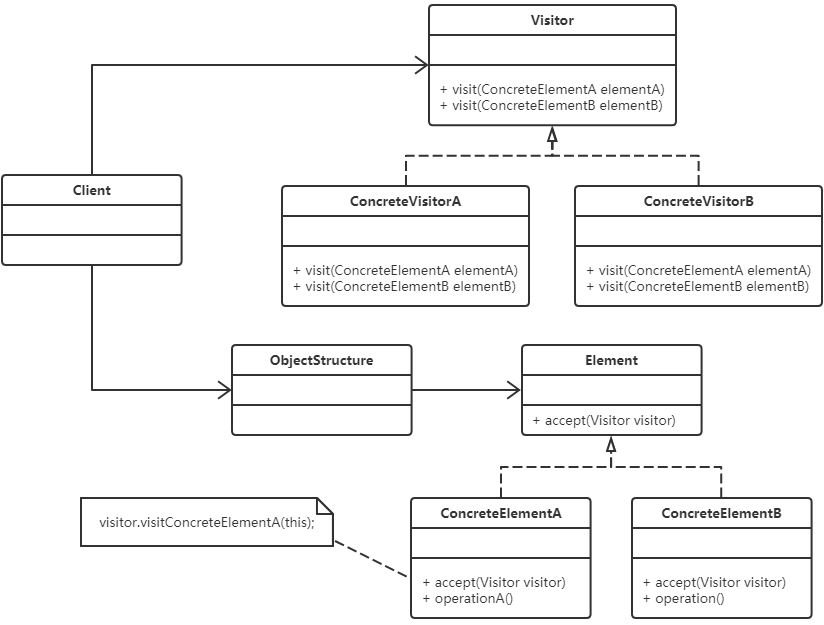 Visitor
+ visit(ConcreteElementA elementA)
+ visit(ConcreteElementB elementB)
Client
ConcreteVisitorA
+ visit(ConcreteElementA elementA)
+ visit(ConcreteElementB elementB)
ConcreteVisitorB
+ visit(ConcreteElementA elementA)
+ visit(ConcreteElementB elementB)
ObjectStructure
Element
+ accept(Visitor visitor)
visitor.visitConcreteElementA(this);
ConcreteElementA
+ accept(Visitor visitor)
+ operationA()
ConcreteElementB
+ accept(Visitor visitor)
+ operation()